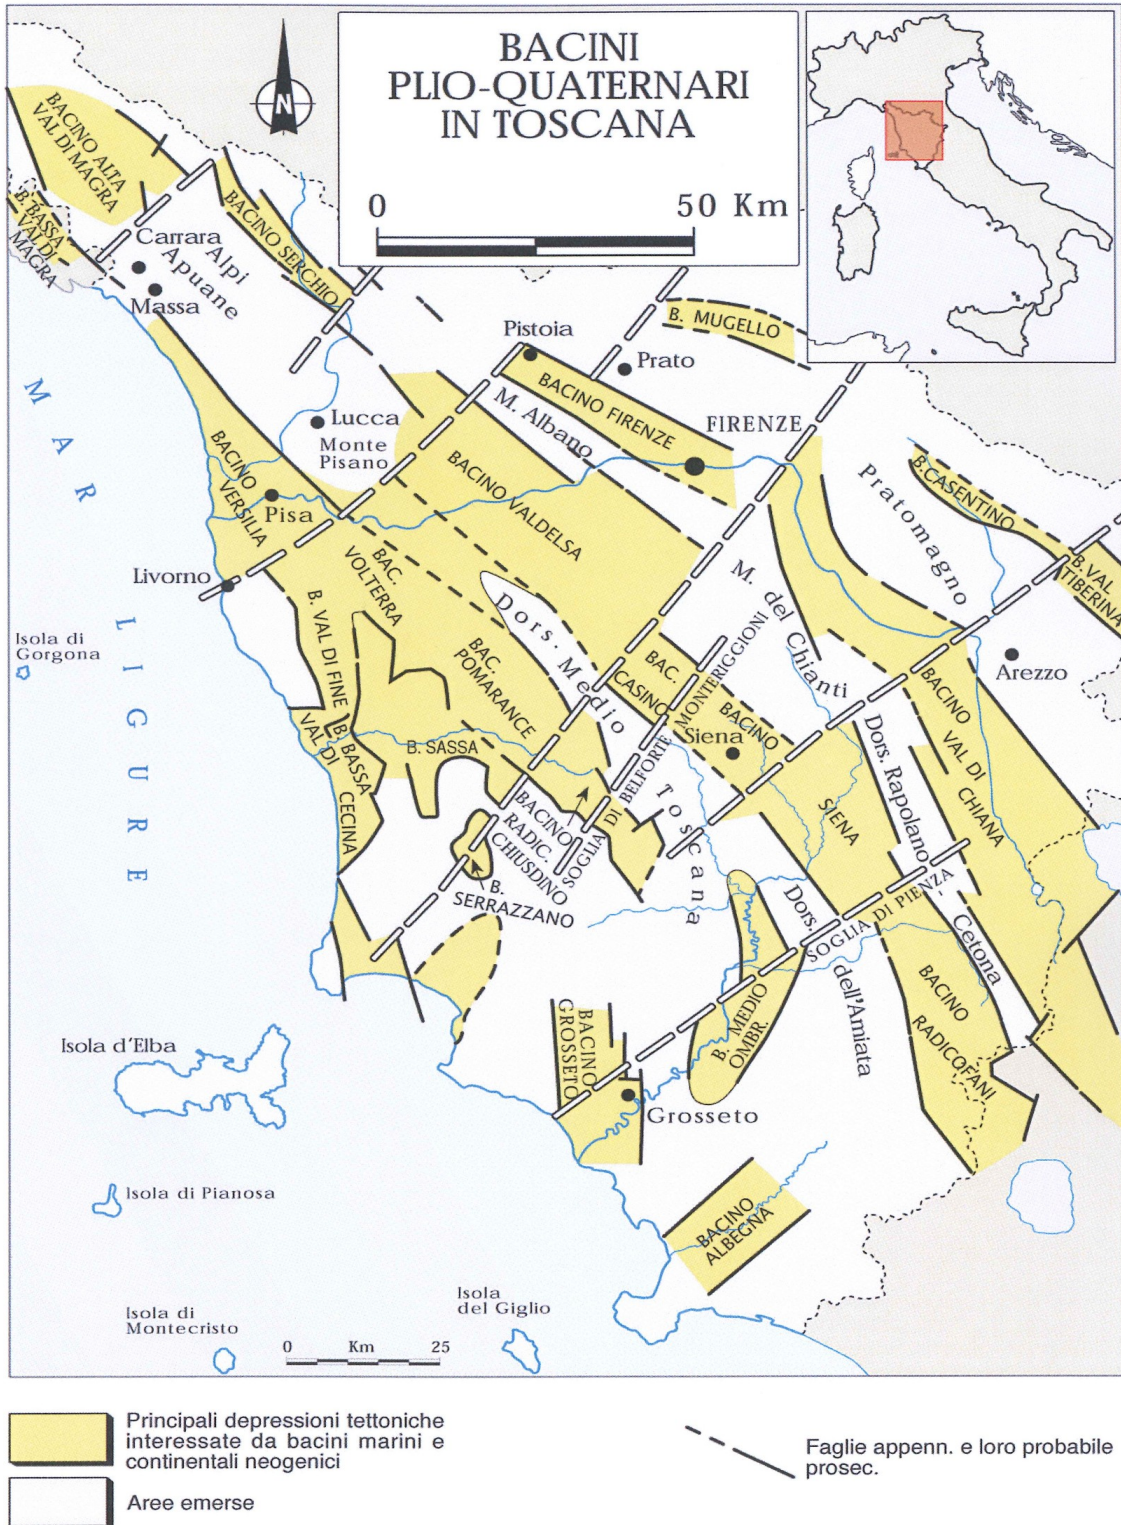 BACINI
PLIO-QUATERNARI
IN TOSCANA
0 50 Km
N
BACINO ALTA
VAL DI MAGRA
B. BASSA
VAL DI
MAGRA
Carrara
Alpi
Apuane
Massa
BACINO SERCHIO
B. MUGELLO
Pistoia
Prato
BACINO FIRENZE
FIRENZE
M. Albano
Lucca
Monte
Pisano
MAR LIGURE
BACINO
VERSILIA
Pisa
BACINO VALDELSA
B. CASENTINO
Pratomagno
B. VAL
TIBERINA
Livorno
BAC.
VOLTERRA
M. del Chianti
Arezzo
Isola di
Gorgona
B. VAL DI FINE
Dors. Medio
Toscana
BAC.
POMARANCE
BAC.
CASINO
SOGLIA DI BELFORTE MONTERIGGIONI
BACINO
SIENA
Siena
BACINO
VAL DI CHIANA
Dors. Rapolano-
Cetona
B. BASSA
VAL DI
CECINA
B. SASSA
BACINO
RADIC.
CHIUSDINO
B.
SERRAZZANO
SOGLIA DI PIENZA
Dors.
dell'Amiata
BACINO
RADICOFANI
B. MEDIO
OMBR.
BACINO
GROSSETO
Grosseto
Isola d'Elba
Isola di Pianosa
BACINO
ALBEGNA
Isola di
Montecristo
Isola
del Giglio
0 Km 25
Principali depressioni tettoniche
interessate da bacini marini e
continentali neogenici
Aree emerse
Faglie appenn. e loro probabile
prosec.